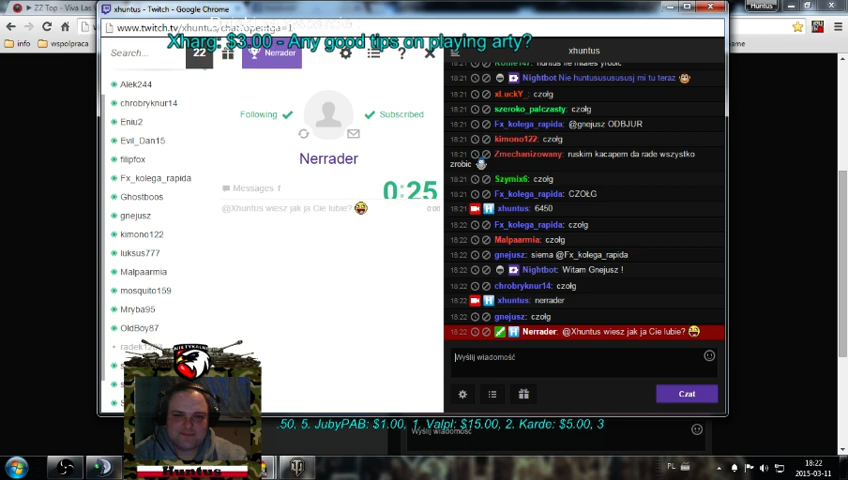 ZZ Top - Viva Las
xhuntus - Twitch - Google Chrome
Huntus
www.twitch.tv/xhuntus/chat?opentga=1
info
wspolpraca
Xharg: $3.00 - Any good tips on playing arty?
Search...
22
Nerrader
xhuntus
Alek244
chrobryknur14
Eniu2
Evil_Dan15
filipfox
Fx_kolega_rapida
Ghostboos
gnejusz
kimono122
luksus777
Malpaarmia
mosquito159
Mryba95
OldBoy87
Following
Subscribed
Nerrader
Messages
0:25
@Xhuntus wiesz jak ja Cie lubie?
0:00
18:21 Nightbot Nie huntusususususj mi tu teraz
18:21 xLuckY_: czołg
18:21 szeroko_palczasty: czołg
18:21 Fx_kolega_rapida: @gnejusz ODBJUR
18:21 kimono122: czołg
18:21 Zmechanizowany: ruskim kacapem da rade wszystko
zrobic
18:21 Szymix6: czołg
18:21 Fx_kolega_rapida: CZOŁG
18:21 xhuntus: 6450
18:22 Fx_kolega_rapida: czołg
18:22 Malpaarmia: czołg
18:22 gnejusz: siema @Fx_kolega_rapida
18:22 Nightbot: Witam Gnejusz !
18:22 chrobryknur14: czołg
18:22 xhuntus: nerrader
18:22 gnejusz: czołg
18:22 Nerrader: @Xhuntus wiesz jak ja Cie lubie?
Wyślij wiadomość
Czat
NIETYKALNI
Huntus
.50, 5. JubyPAB: $1.00, 1. Valpl: $15.00, 2. Karde: $5.00, 3
Wyślij wiadomość
PL
18:22
2015-03-11